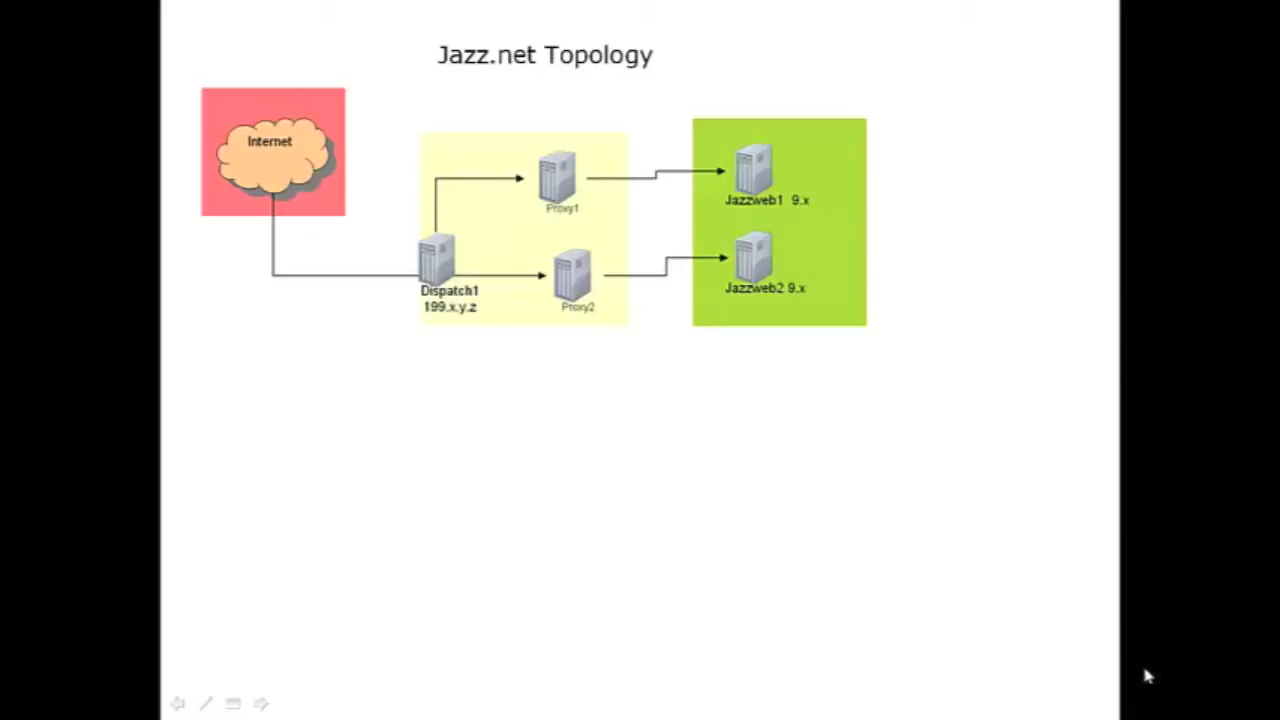 Jazz.net Topology
Internet
Proxy1
Jazzweb1 9.x
Dispatch1
199.x.y.z
Proxy2
Jazzweb2 9.x